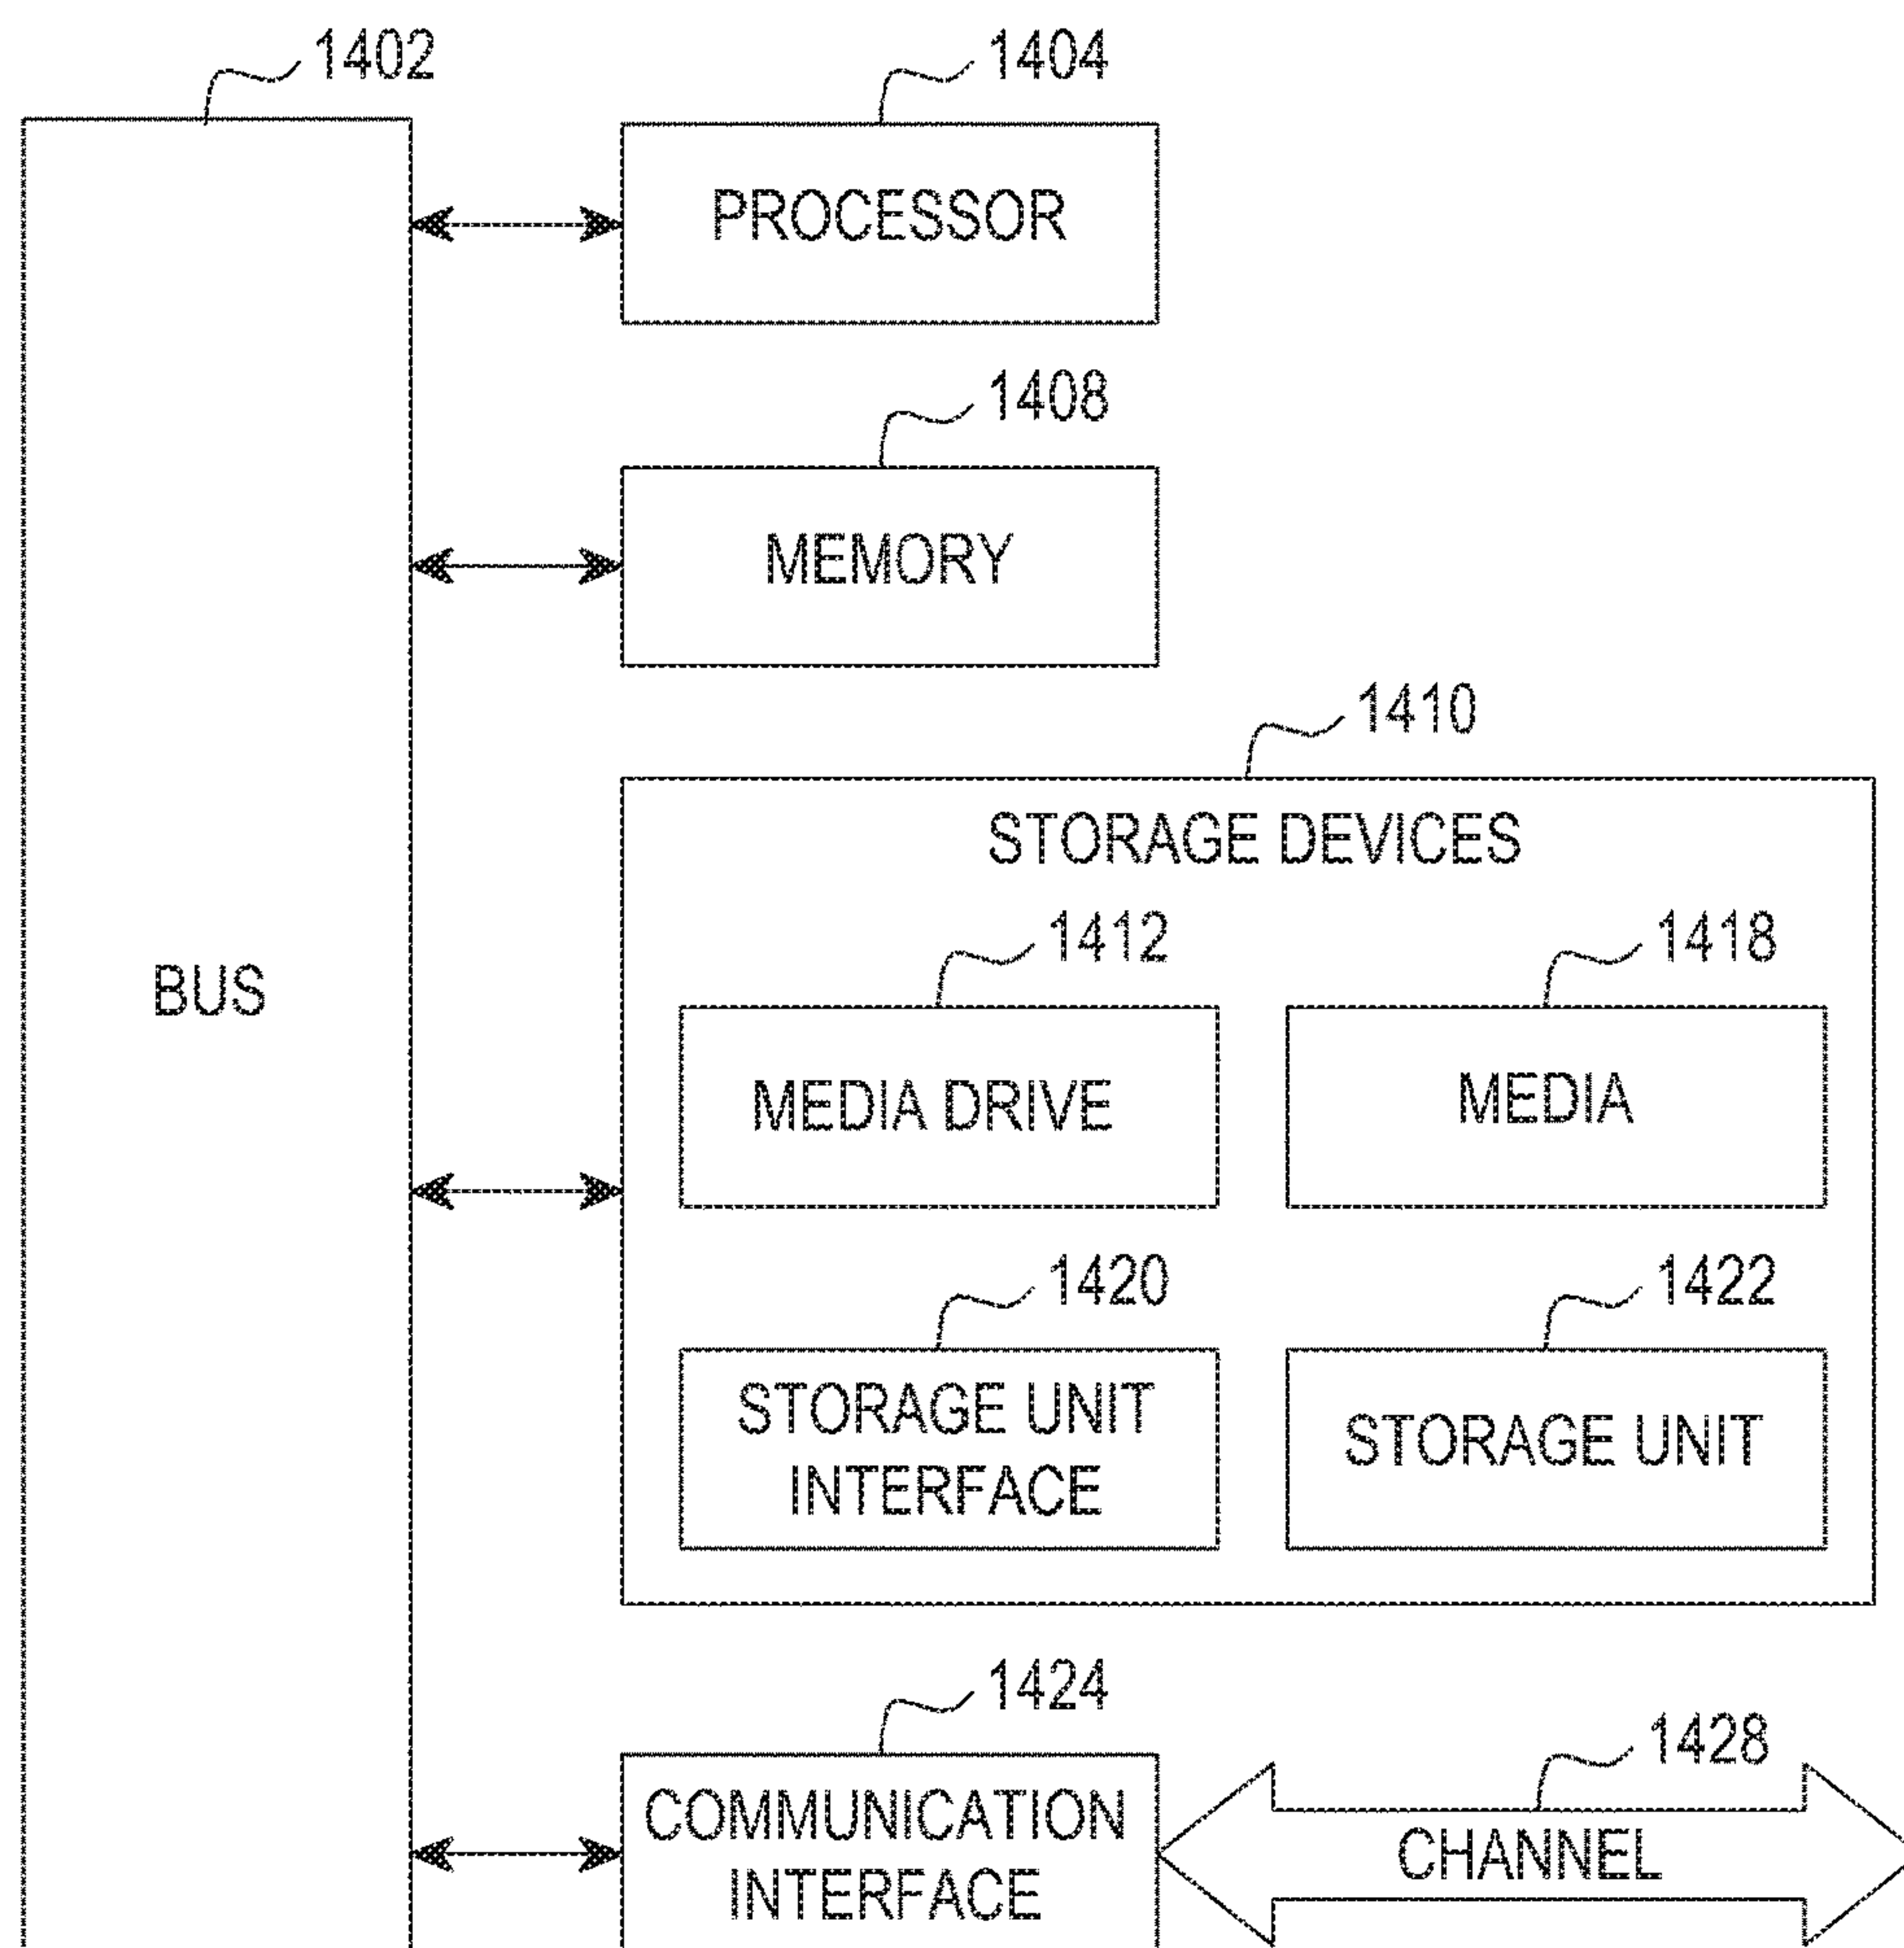 1402
1404
PROCESSOR
1408
MEMORY
1410
STORAGE DEVICES
1412
1418
BUS
MEDIA DRIVE
MEDIA
1420
1422
STORAGE UNIT
INTERFACE
STORAGE UNIT
1424
1428
COMMUNICATION
INTERFACE
CHANNEL